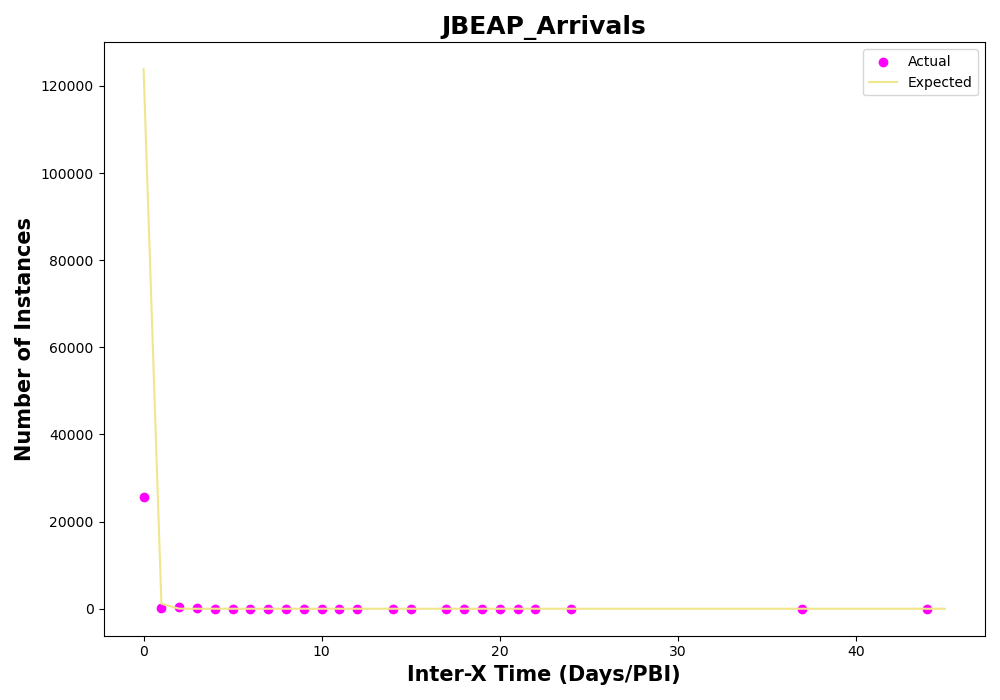 JBEAP_Arrivals
Actual
Expected
Number of Instances
120000
100000
80000
60000
40000
20000
0
0 10 20 30 40
Inter-X Time (Days/PBI)